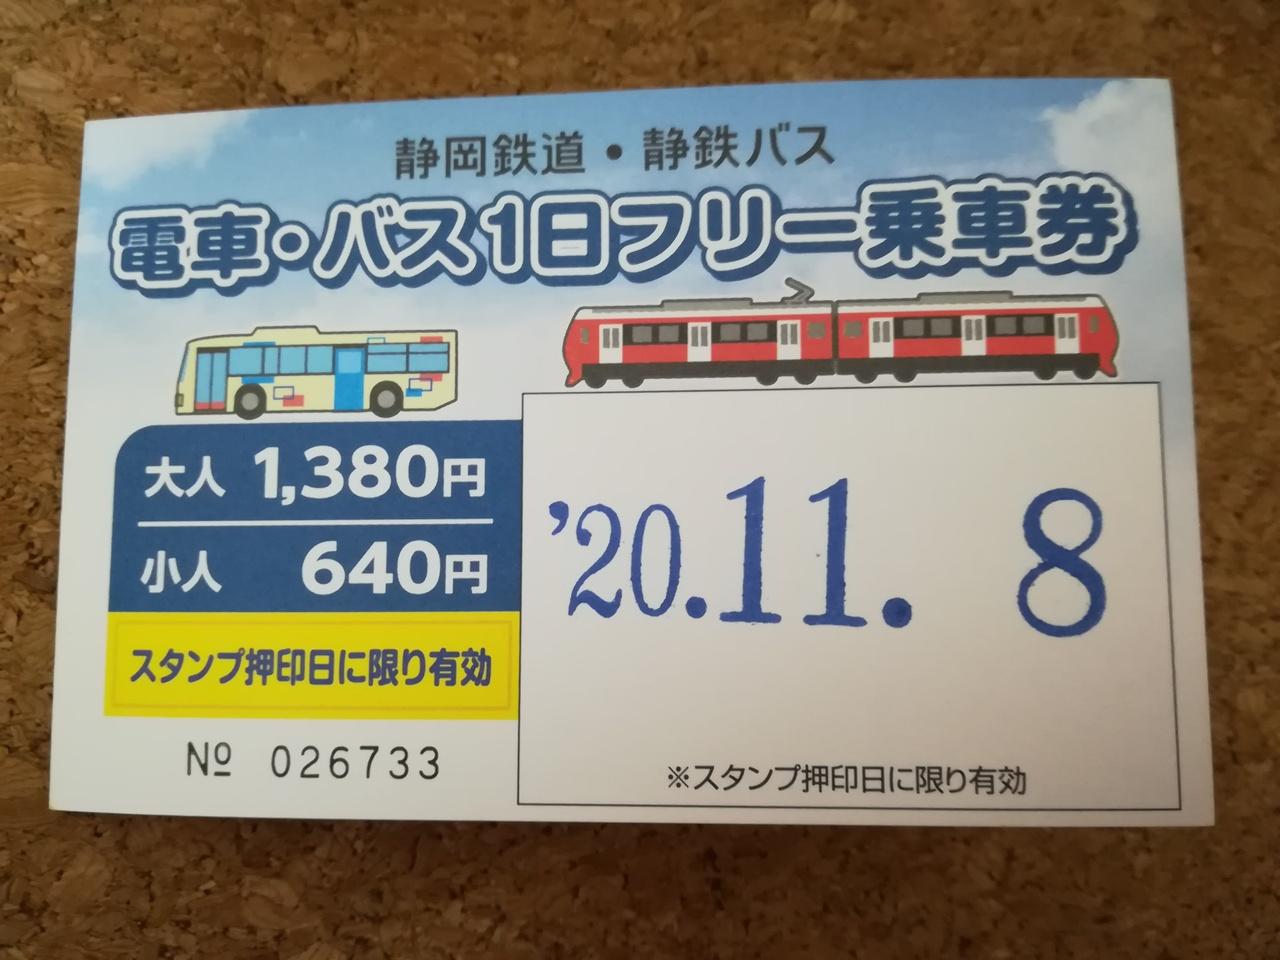 静岡鉄道・静鉄バス
電車・バス1日フリー乗車券
大人 1,380円
小人 640円
スタンプ押印日に限り有効
№ 026733
’20.11. 8
※スタンプ押印日に限り有効